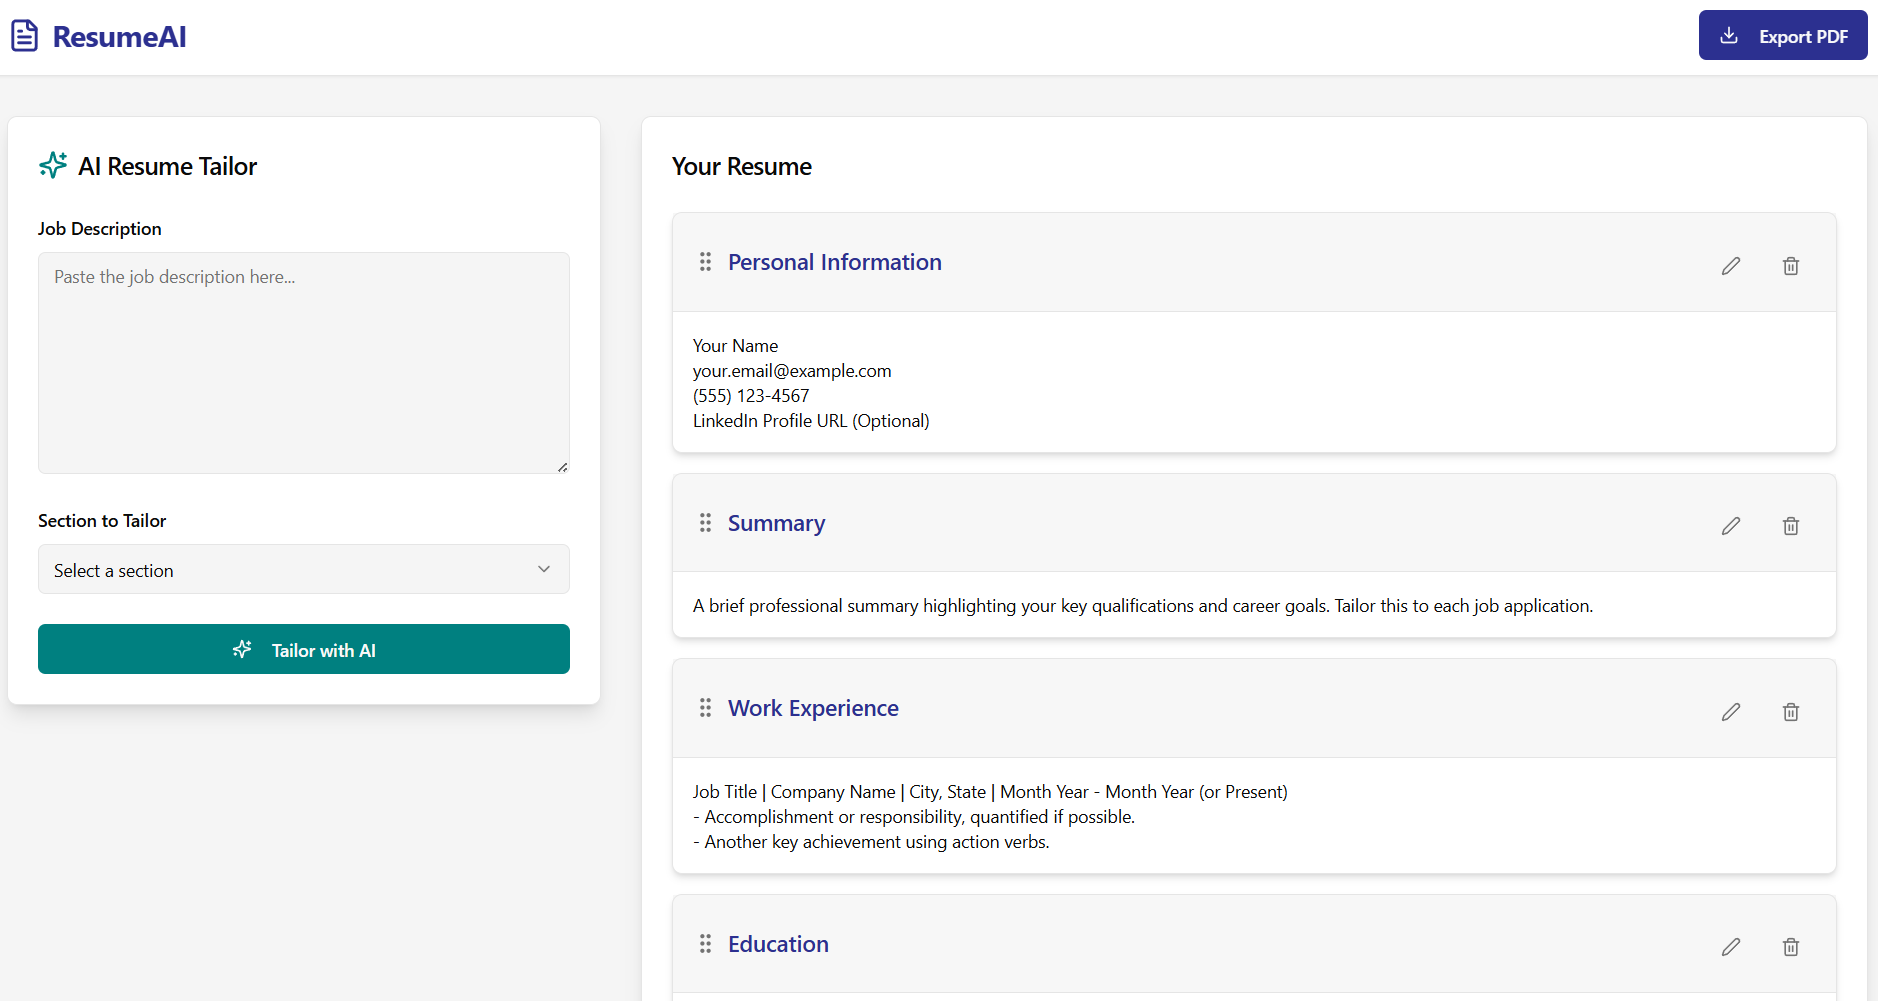 ResumeAI
Export PDF
AI Resume Tailor
Job Description
Paste the job description here...
Section to Tailor
Select a section
Tailor with AI
Your Resume
Personal Information
Your Name
your.email@example.com
(555) 123-4567
LinkedIn Profile URL (Optional)
Summary
A brief professional summary highlighting your key qualifications and career goals. Tailor this to each job application.
Work Experience
Job Title | Company Name | City, State | Month Year - Month Year (or Present)
- Accomplishment or responsibility, quantified if possible.
- Another key achievement using action verbs.
Education